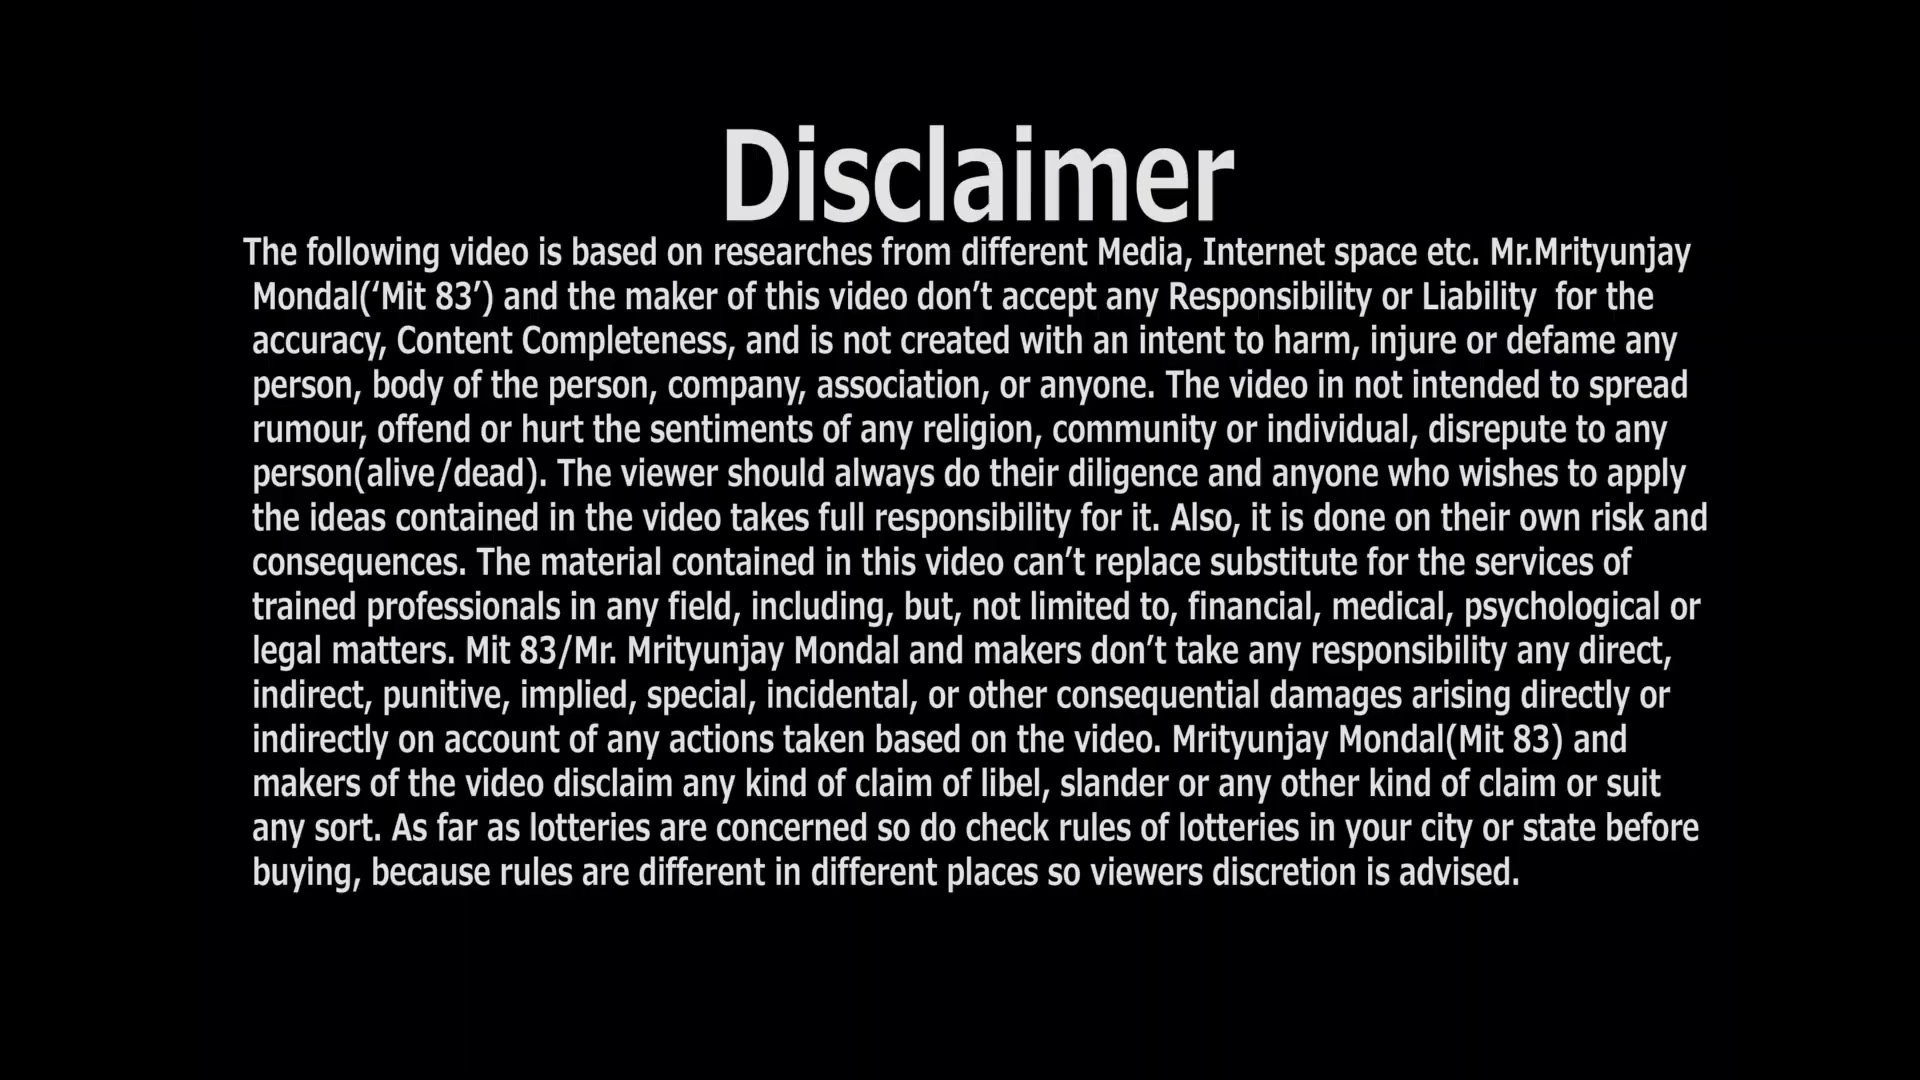 Disclaimer
The following video is based on researches from different Media, Internet space etc. Mr.Mrityunjay
Mondal(‘Mit 83’) and the maker of this video don’t accept any Responsibility or Liability  for the
accuracy, Content Completeness, and is not created with an intent to harm, injure or defame any
person, body of the person, company, association, or anyone. The video in not intended to spread
rumour, offend or hurt the sentiments of any religion, community or individual, disrepute to any
person(alive/dead). The viewer should always do their diligence and anyone who wishes to apply
the ideas contained in the video takes full responsibility for it. Also, it is done on their own risk and
consequences. The material contained in this video can’t replace substitute for the services of
trained professionals in any field, including, but, not limited to, financial, medical, psychological or
legal matters. Mit 83/Mr. Mrityunjay Mondal and makers don’t take any responsibility any direct,
indirect, punitive, implied, special, incidental, or other consequential damages arising directly or
indirectly on account of any actions taken based on the video. Mrityunjay Mondal(Mit 83) and
makers of the video disclaim any kind of claim of libel, slander or any other kind of claim or suit
any sort. As far as lotteries are concerned so do check rules of lotteries in your city or state before
buying, because rules are different in different places so viewers discretion is advised.